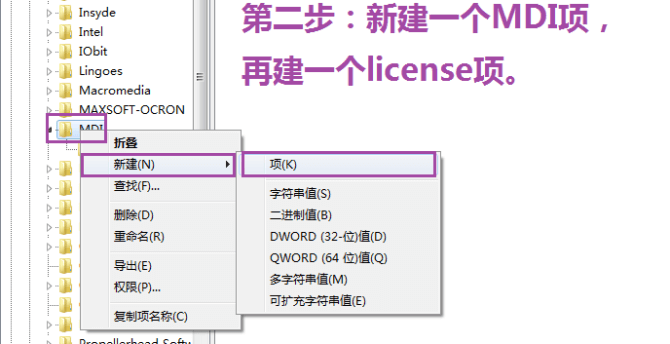 Insyde
Intel
IObit
Lingoes
Macromedia
MAXSOFT-OCRON
MDI
第二步：新建一个MDI项，
再建一个license项。
折叠
新建(N)
查找(F)...
删除(D)
重命名(R)
导出(E)
权限(P)...
复制项名称(C)
项(K)
字符串值(S)
二进制值(B)
DWORD (32-位)值(D)
QWORD (64 位)值(Q)
多字符串值(M)
可扩充字符串值(E)
Propellerhead Softw